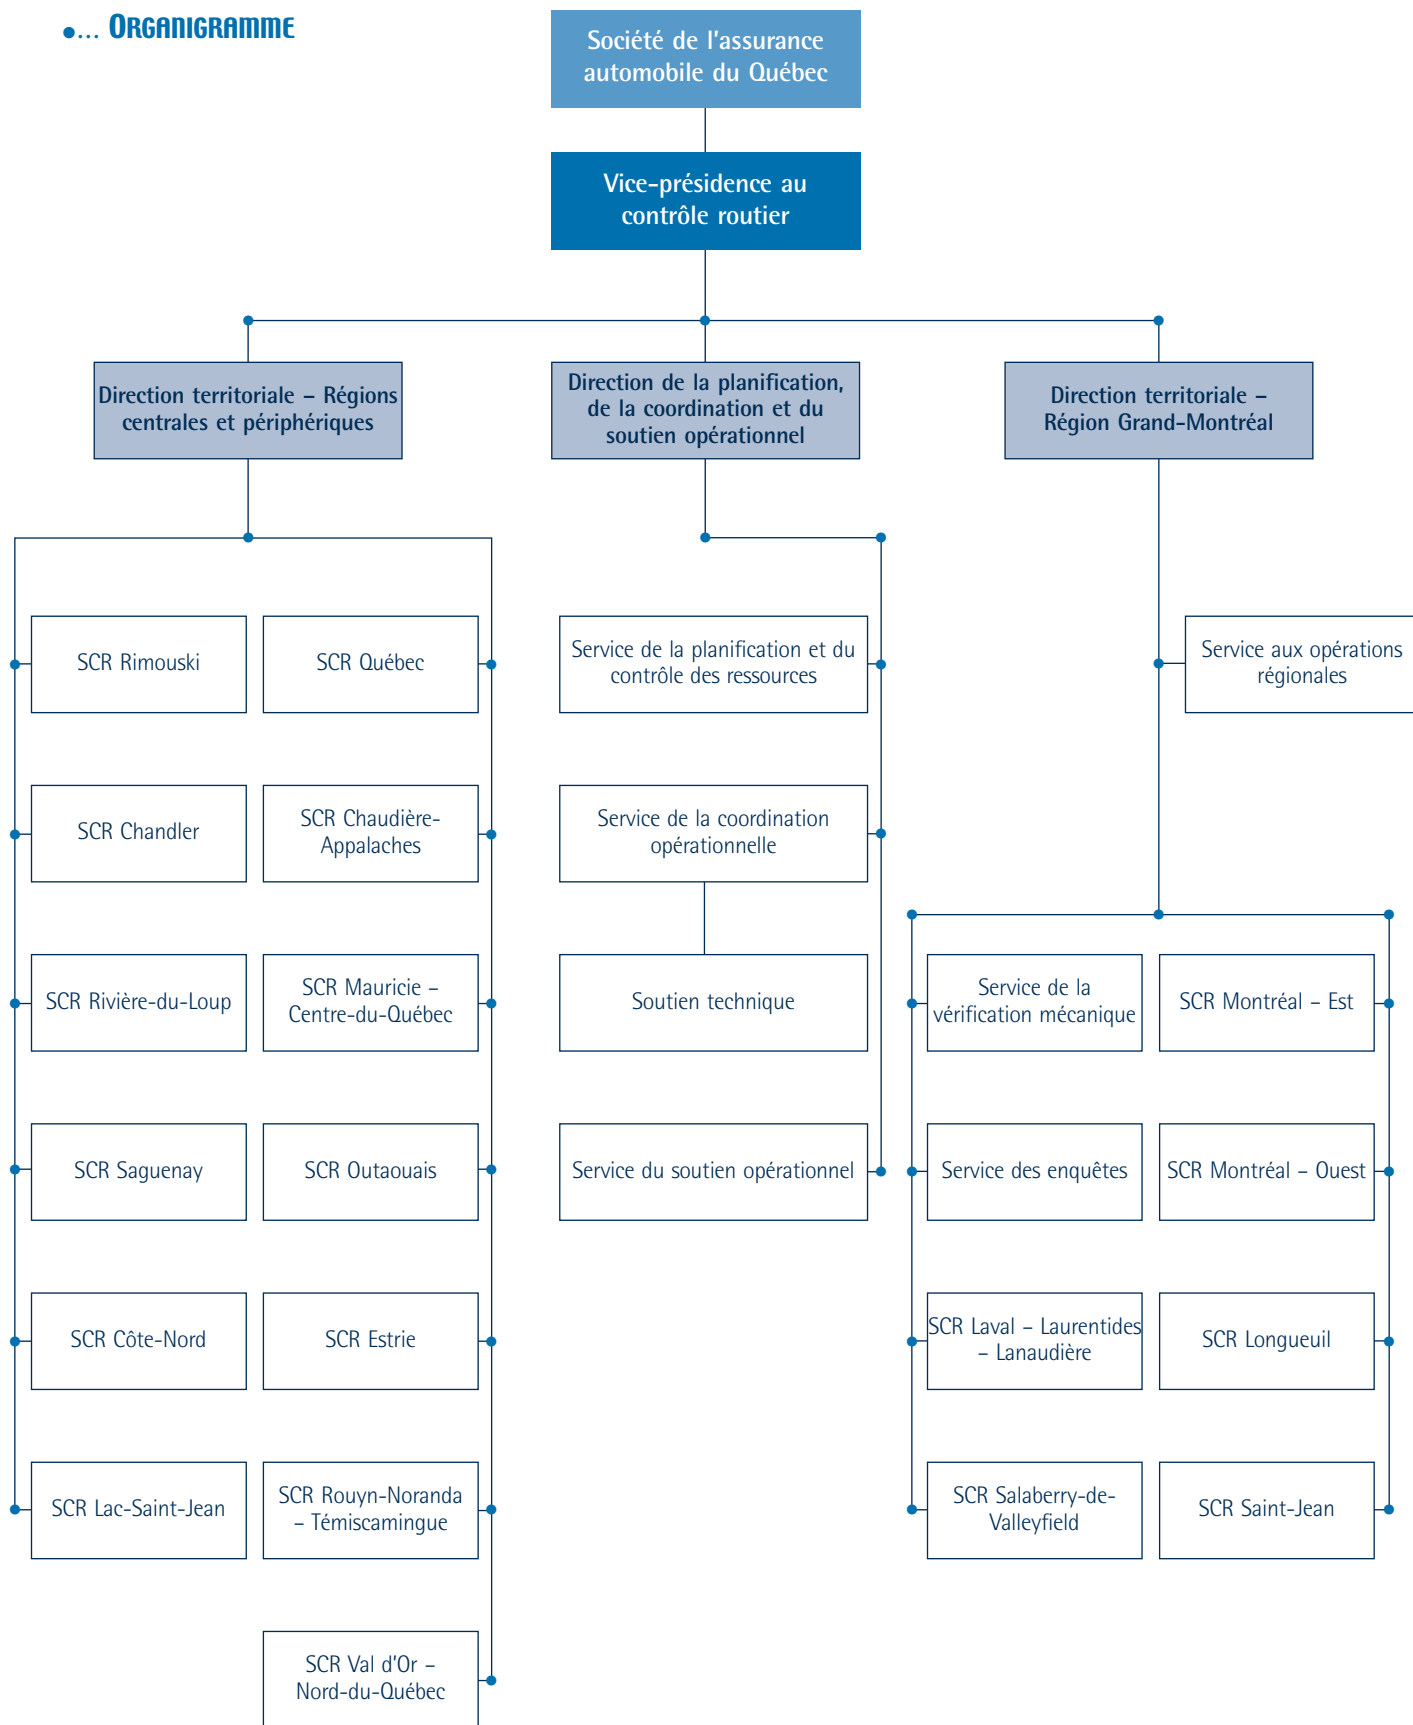 ●... ORGANIGRAMME
Société de l'assurance
automobile du Québec
Vice-présidence au
contrôle routier
Direction territoriale – Régions
centrales et périphériques
Direction de la planification,
de la coordination et du
soutien opérationnel
Direction territoriale –
Région Grand-Montréal
SCR Rimouski
SCR Québec
SCR Chandler
SCR Chaudière-
Appalaches
SCR Rivière-du-Loup
SCR Mauricie –
Centre-du-Québec
SCR Saguenay
SCR Outaouais
SCR Côte-Nord
SCR Estrie
SCR Lac-Saint-Jean
SCR Rouyn-Noranda
– Témiscamingue
SCR Val d'Or –
Nord-du-Québec
Service de la planification et du
contrôle des ressources
Service de la coordination
opérationnelle
Soutien technique
Service du soutien opérationnel
Service aux opérations
régionales
Service de la
vérification mécanique
SCR Montréal – Est
Service des enquêtes
SCR Montréal – Ouest
SCR Laval – Laurentides
– Lanaudière
SCR Longueuil
SCR Salaberry-de-
Valleyfield
SCR Saint-Jean